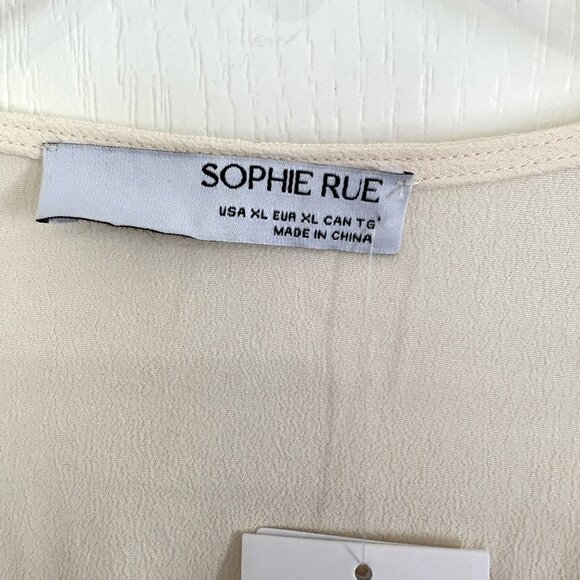 SOPHIE RUE
USA XL EUR XL CAN TG
MADE IN CHINA